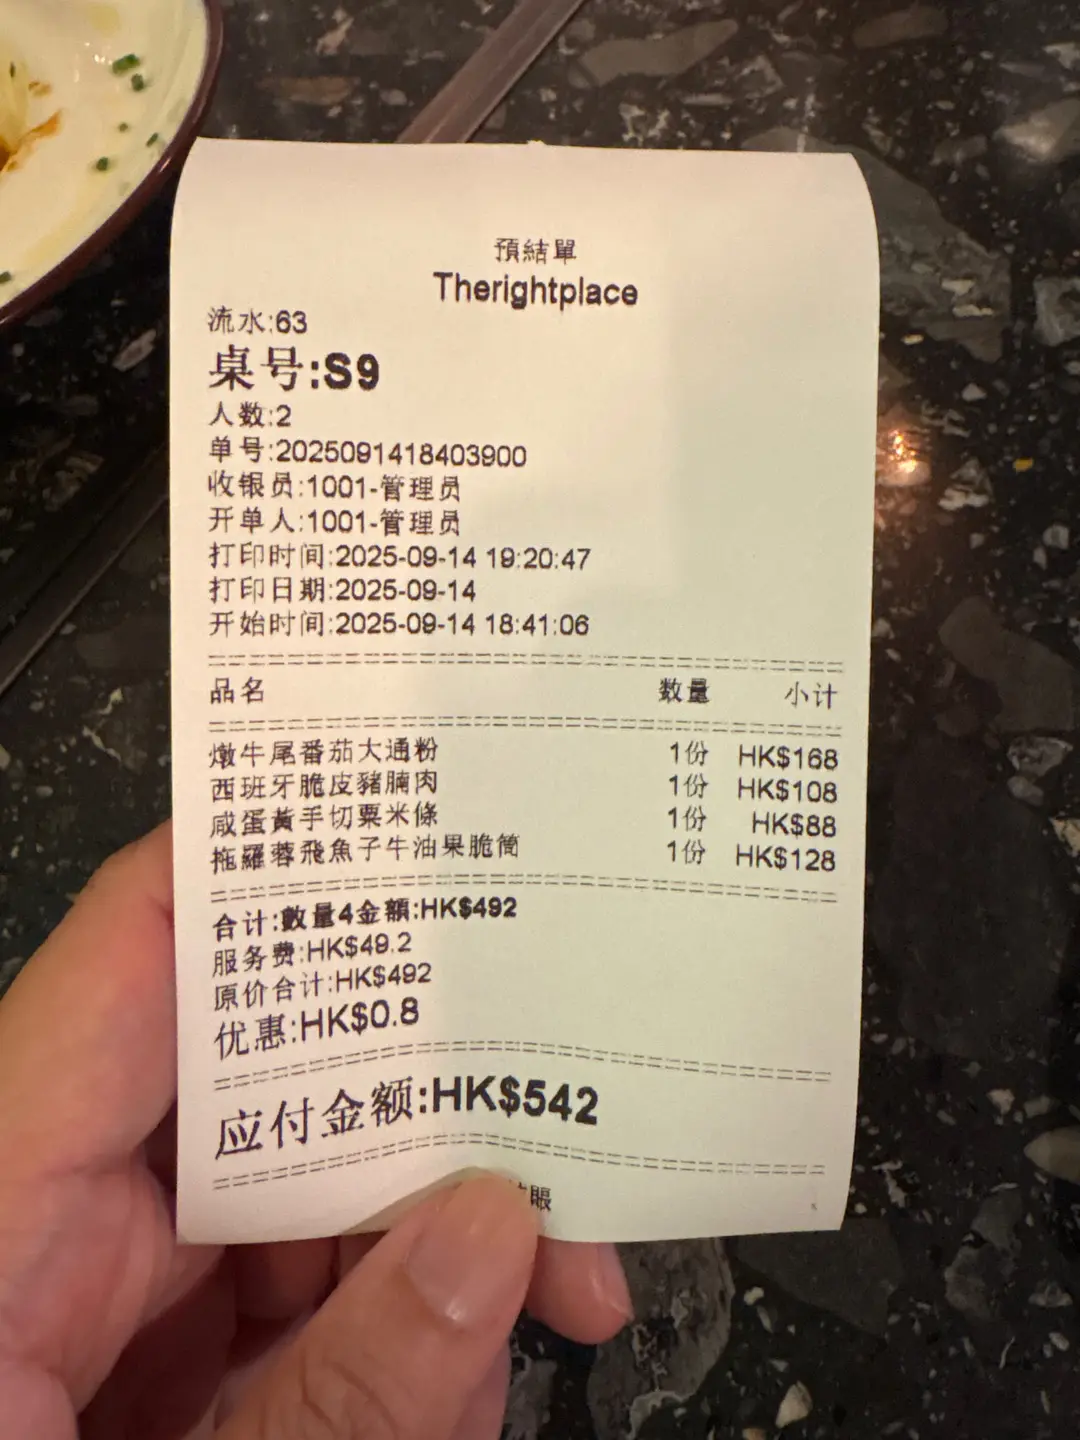 預結單
Therightplace
流水:63
桌号:S9
人数:2
单号:2025091418403900
收银员:1001-管理员
开单人:1001-管理员
打印时间:2025-09-14 19:20:47
打印日期:2025-09-14
开始时间:2025-09-14 18:41:06
品名 数量 小计
燉牛尾番茄大通粉 1份 HK$168
西班牙脆皮豬腩肉 1份 HK$108
咸蛋黃手切粟米條 1份 HK$88
拖羅蓉飛魚子牛油果脆筒 1份 HK$128
合计:數量4金額:HK$492
服务费:HK$49.2
原价合计:HK$492
优惠:HK$0.8
应付金额:HK$542
賬